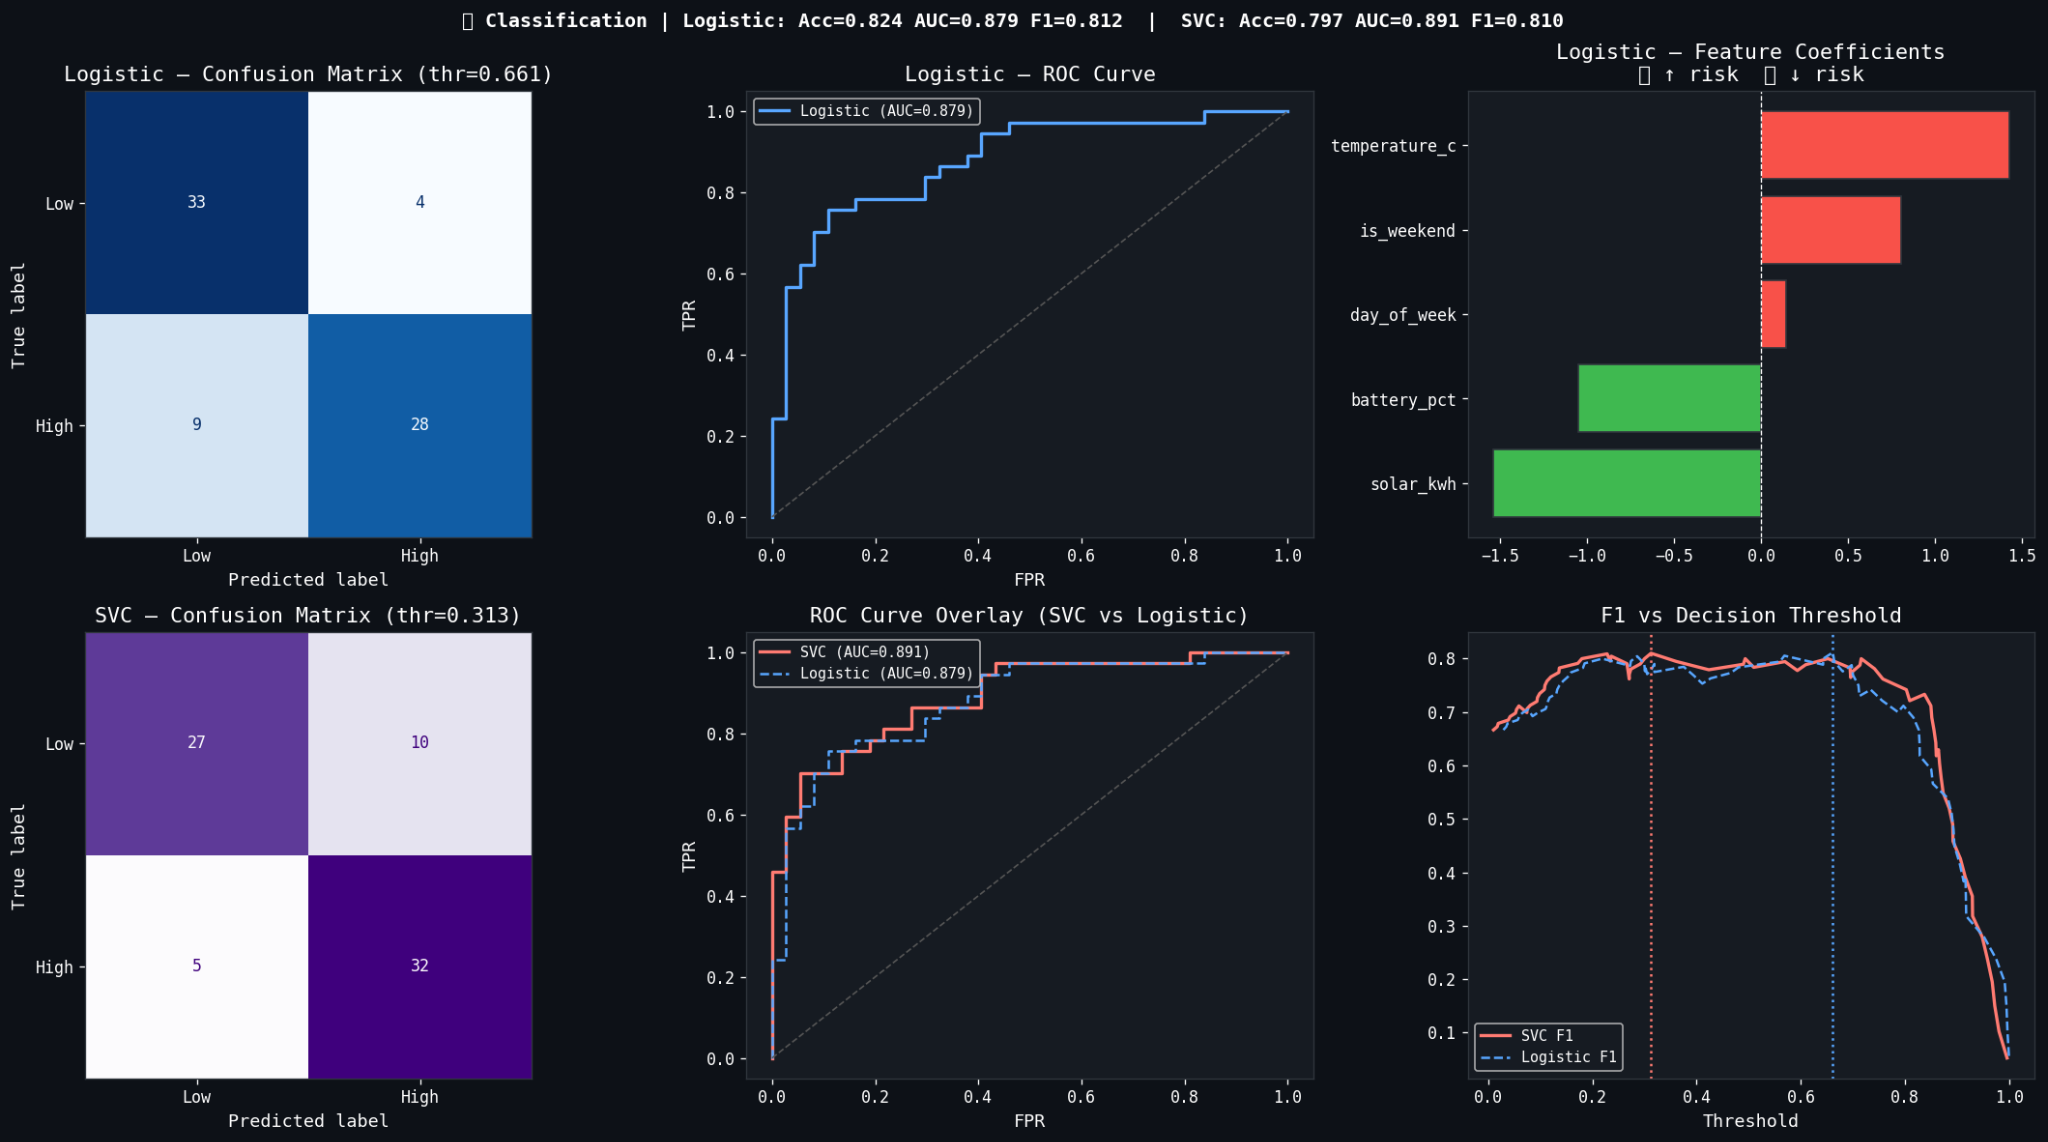 Classification | Logistic: Acc=0.824 AUC=0.879 F1=0.812 | SVC: Acc=0.797 AUC=0.891 F1=0.810
Logistic — Confusion Matrix (thr=0.661)
True label
Low
High
33
4
9
28
Low
High
Predicted label
Logistic — ROC Curve
Logistic (AUC=0.879)
TPR
1.0
0.8
0.6
0.4
0.2
0.0
0.0
0.2
0.4
0.6
0.8
1.0
FPR
Logistic — Feature Coefficients
↑ risk ↓ risk
temperature_c
is_weekend
day_of_week
battery_pct
solar_kwh
−1.5
−1.0
−0.5
0.0
0.5
1.0
1.5
SVC — Confusion Matrix (thr=0.313)
True label
Low
High
27
10
5
32
Low
High
Predicted label
ROC Curve Overlay (SVC vs Logistic)
SVC (AUC=0.891)
Logistic (AUC=0.879)
TPR
1.0
0.8
0.6
0.4
0.2
0.0
0.0
0.2
0.4
0.6
0.8
1.0
FPR
F1 vs Decision Threshold
0.8
0.7
0.6
0.5
0.4
0.3
0.2
0.1
SVC F1
Logistic F1
0.0
0.2
0.4
0.6
0.8
1.0
Threshold